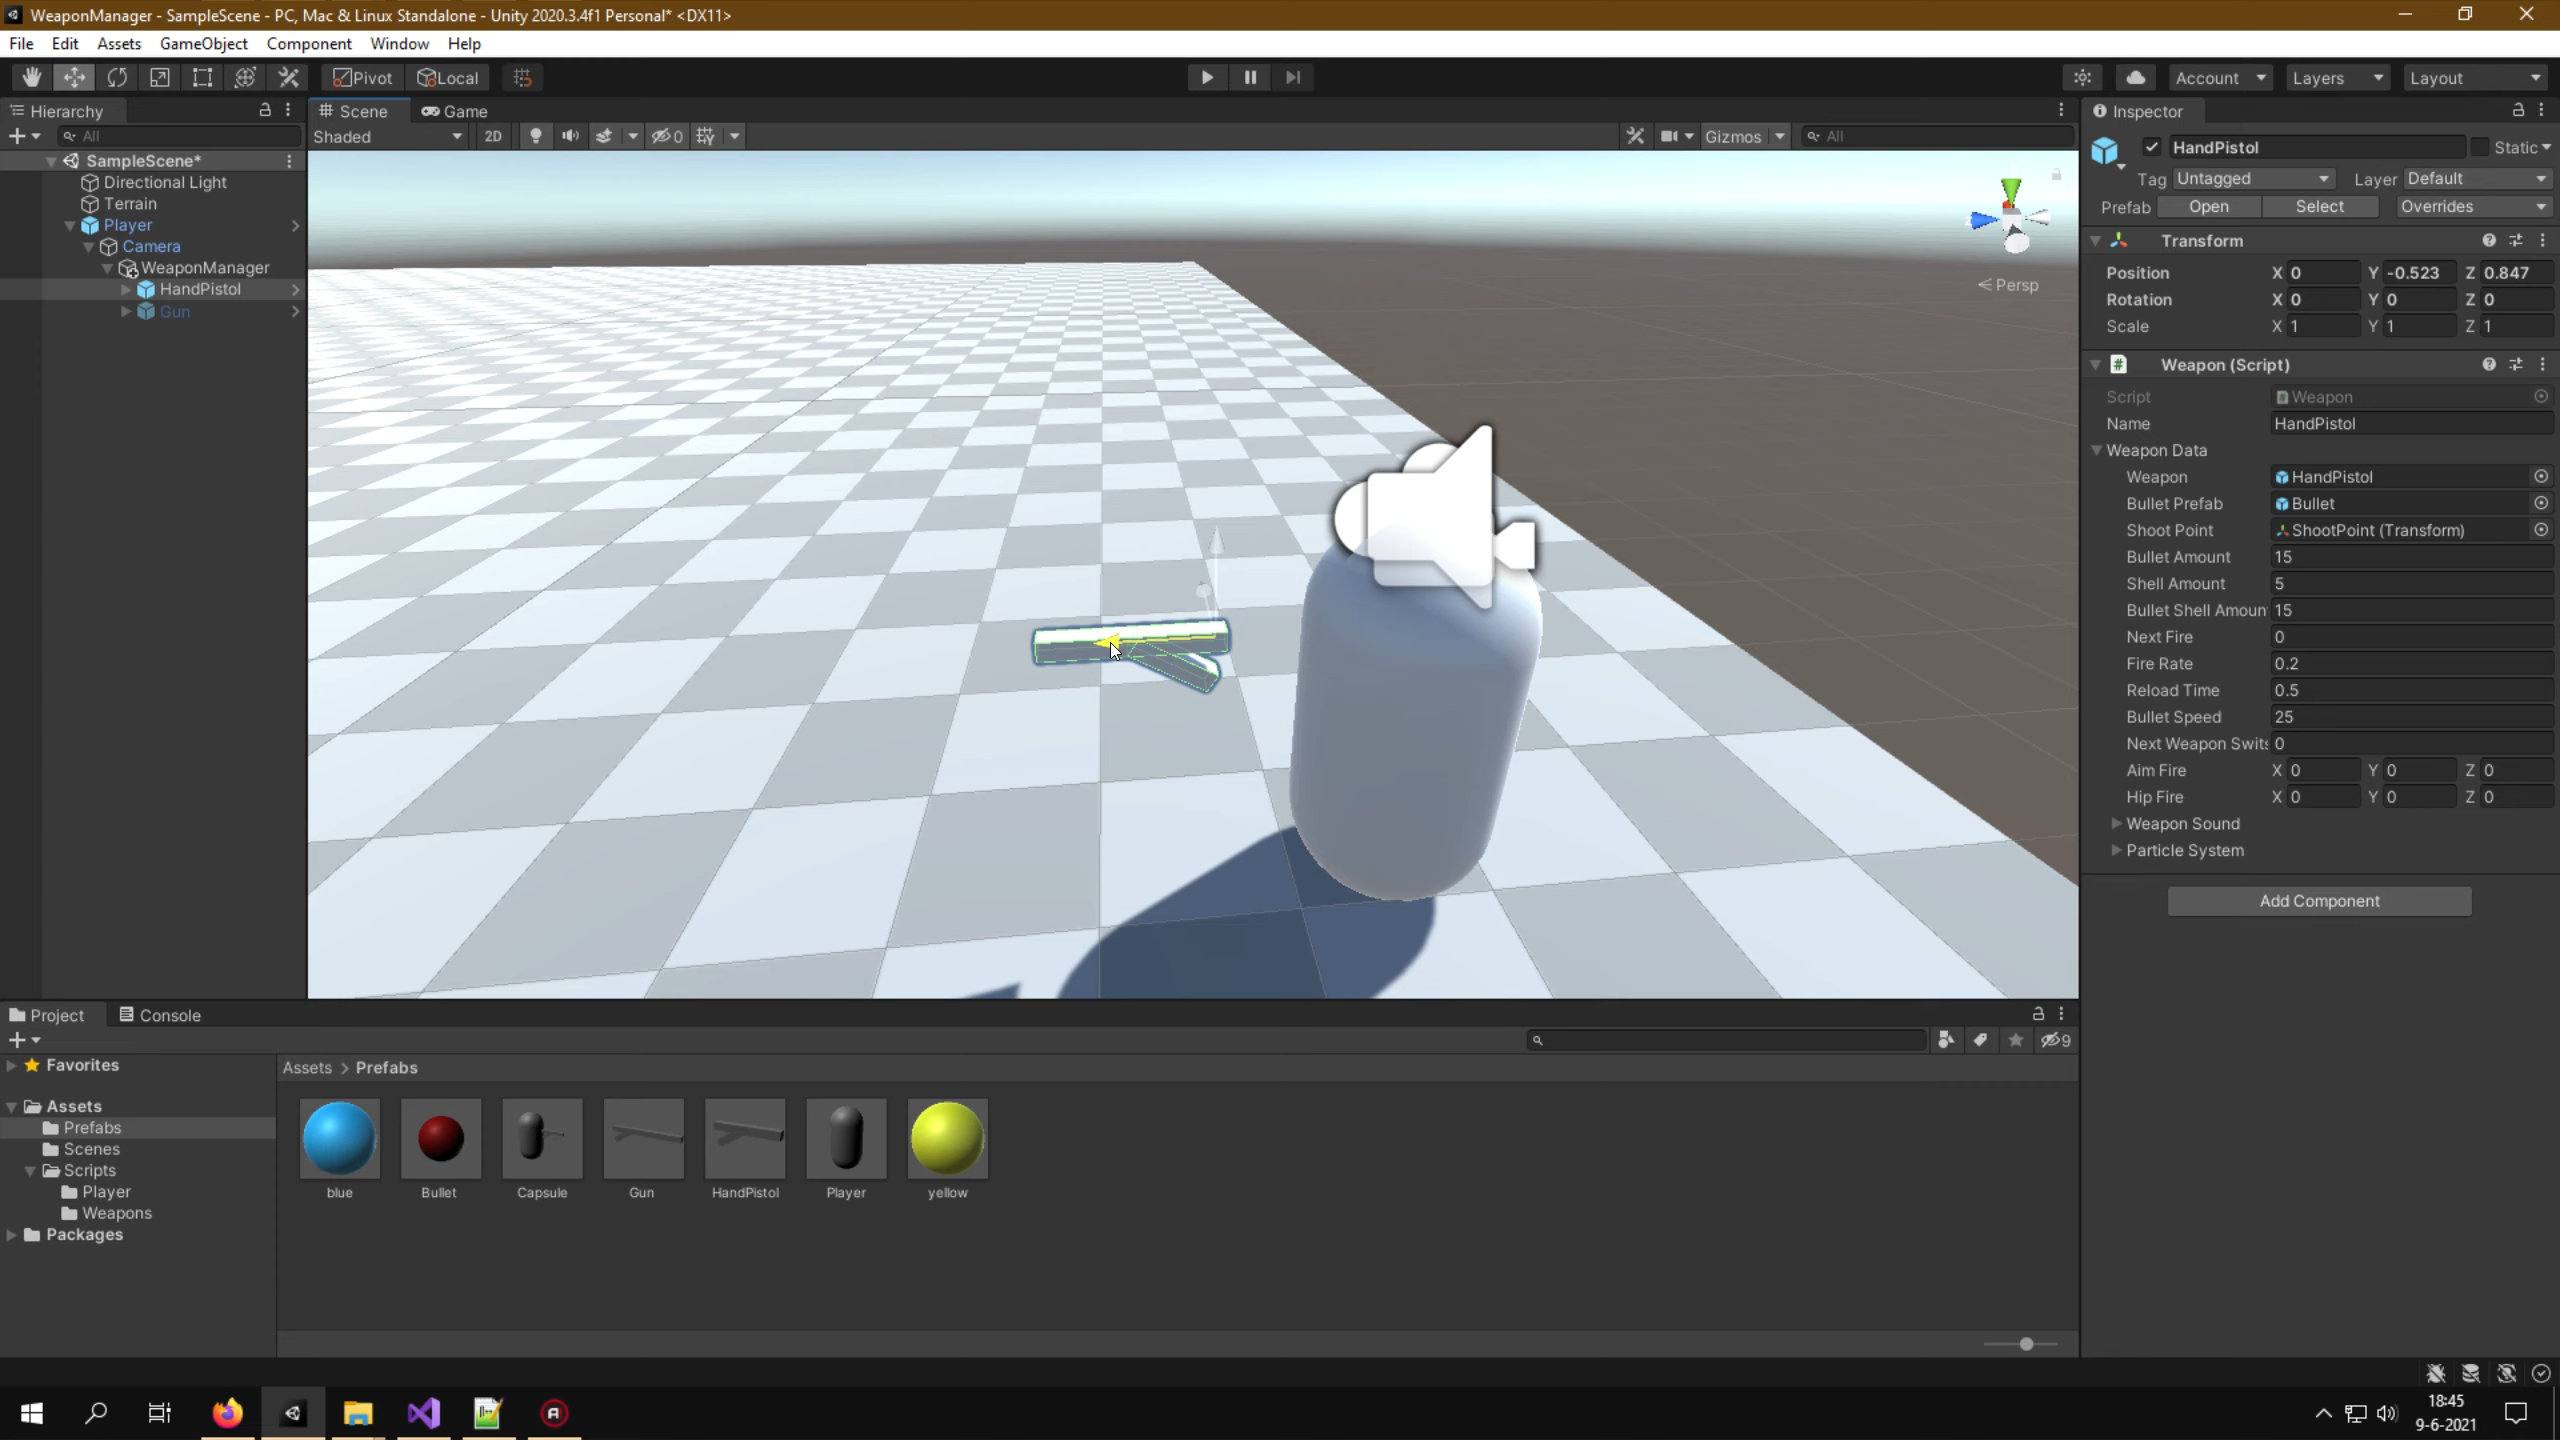 WeaponManager - SampleScene - PC, Mac & Linux Standalone - Unity 2020.3.4f1 Personal* <DX11>
File Edit Assets GameObject Component Window Help
Pivot Local Account Layers Layout
Hierarchy
All
SampleScene*
Directional Light
Terrain
Player
Camera
WeaponManager
HandPistol
Gun
Scene Game
Shaded 2D 0 Gizmos All
Persp
Inspector
HandPistol Static
Tag Untagged Layer Default
Prefab Open Select Overrides
Transform
Position X 0 Y -0.523 Z 0.847
Rotation X 0 Y 0 Z 0
Scale X 1 Y 1 Z 1
Weapon (Script)
Script Weapon
Name HandPistol
Weapon Data
Weapon HandPistol
Bullet Prefab Bullet
Shoot Point ShootPoint (Transform)
Bullet Amount 15
Shell Amount 5
Bullet Shell Amoun 15
Next Fire 0
Fire Rate 0.2
Reload Time 0.5
Bullet Speed 25
Next Weapon Swits 0
Aim Fire X 0 Y 0 Z 0
Hip Fire X 0 Y 0 Z 0
Weapon Sound
Particle System
Add Component
Project Console
9
Favorites
Assets
Prefabs
Scenes
Scripts
Player
Weapons
Packages
Assets > Prefabs
blue Bullet Capsule Gun HandPistol Player yellow
18:45
9-6-2021